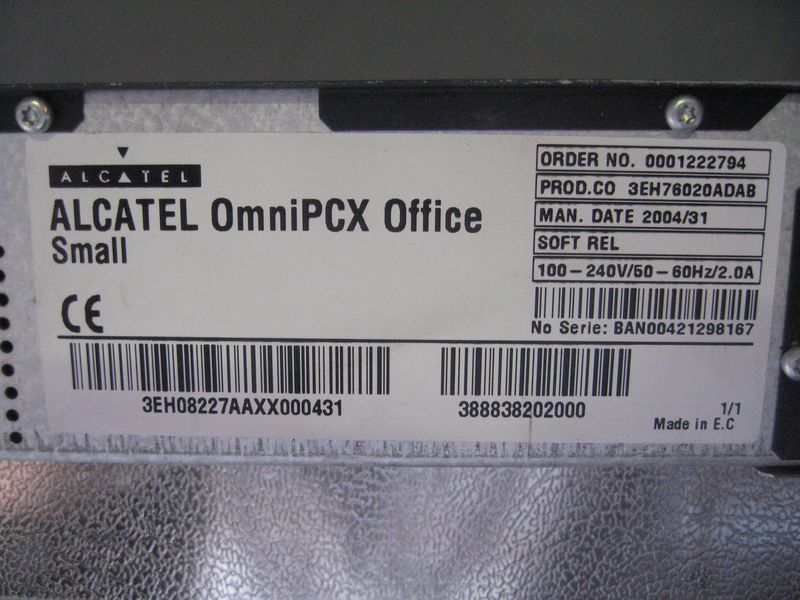 ALCATEL
ALCATEL OmniPCX Office
Small
CE
ORDER NO. 0001222794
PROD.CO 3EH76020ADAB
MAN. DATE 2004/31
SOFT REL
100-240V/50-60Hz/2.0A
No Serie: BAN00421298167
3EH08227AAXX000431
388838202000
1/1
Made in E.C